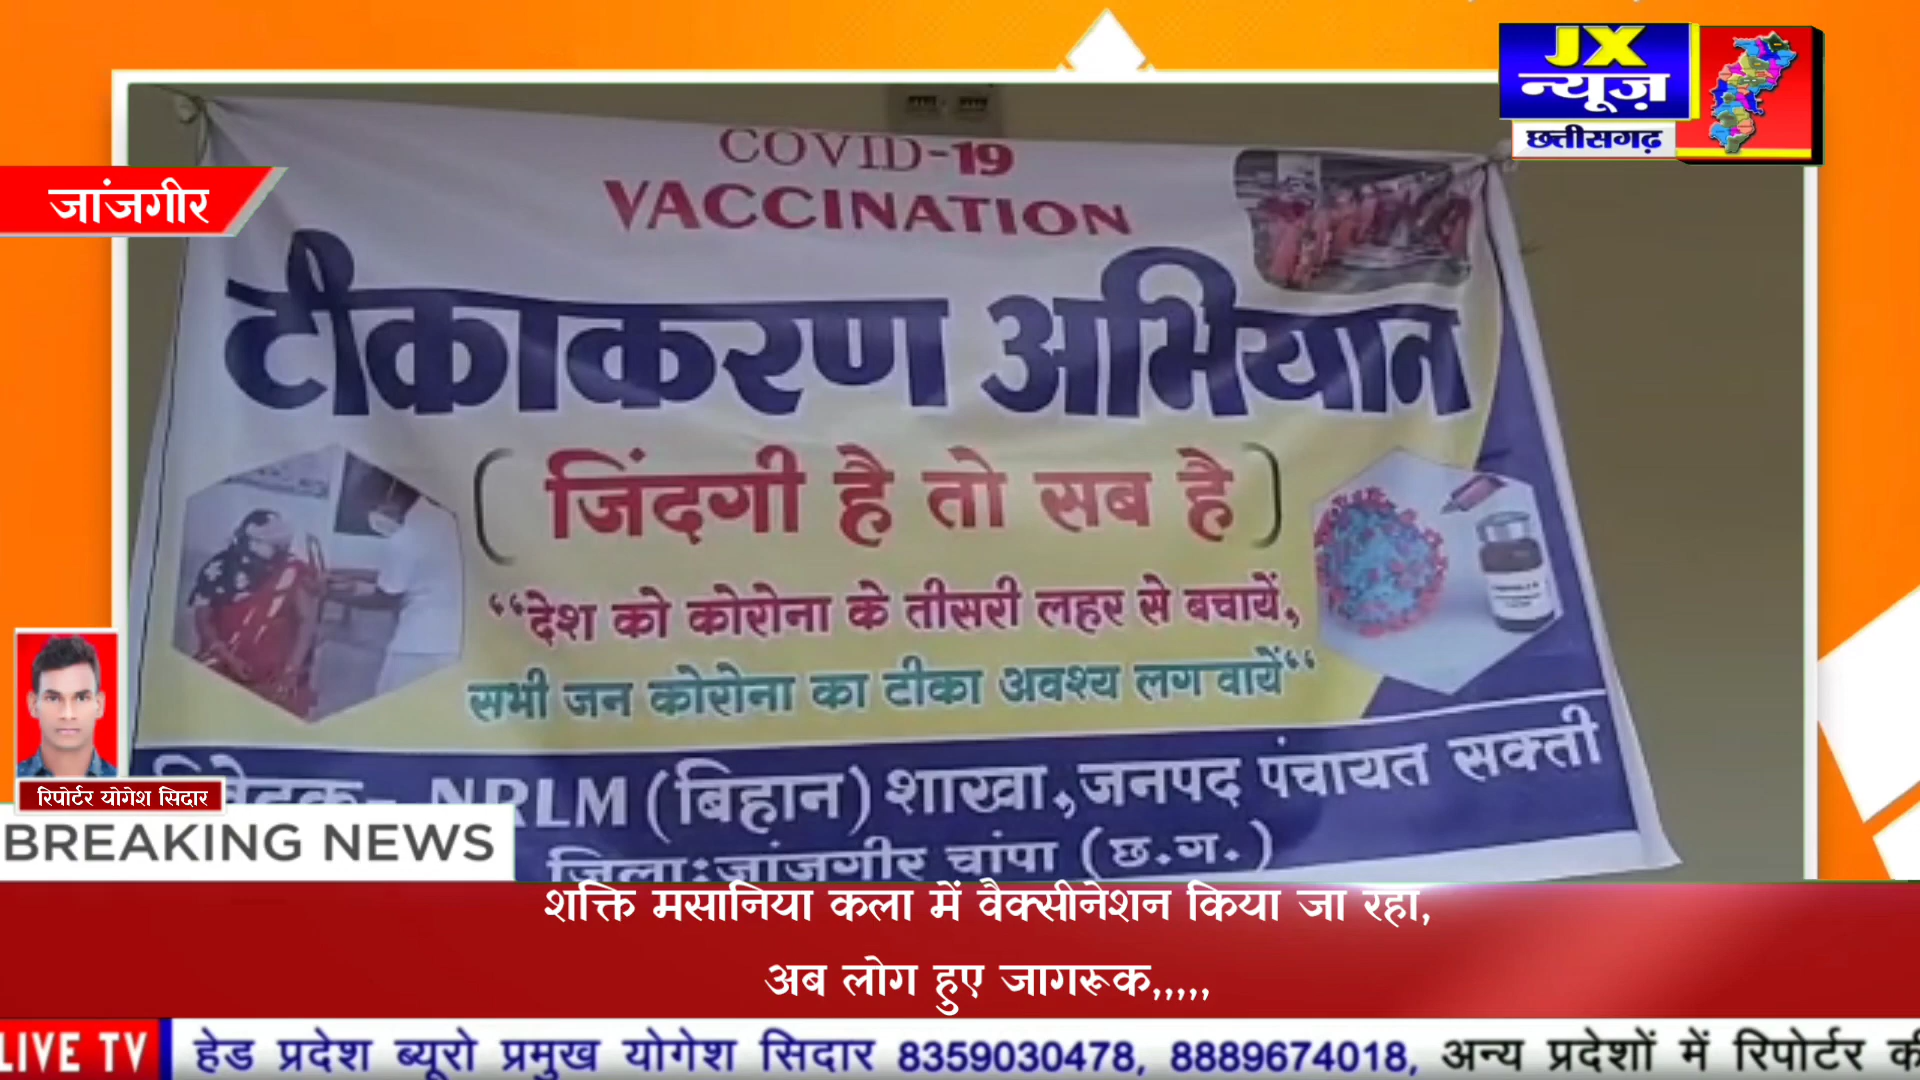 JX
न्यूज़
छत्तीसगढ़
जांजगीर
COVID-19
VACCINATION
टीकाकरण अभियान
( जिंदगी है तो सब है )
“देश को कोरोना के तीसरी लहर से बचायें,
सभी जन कोरोना का टीका अवश्य लगवायें“
NRLM (बिहान) शाखा, जनपद पंचायत सक्ती
जिला:जांजगीर चांपा (छ.ग.)
रिपोर्टर योगेश सिदार
BREAKING NEWS
शक्ति मसानिया कला में वैक्सीनेशन किया जा रहा,
अब लोग हुए जागरूक,,,,,
LIVE TV
हेड प्रदेश ब्यूरो प्रमुख योगेश सिदार 8359030478, 8889674018, अन्य प्रदेशों में रिपोर्टर की